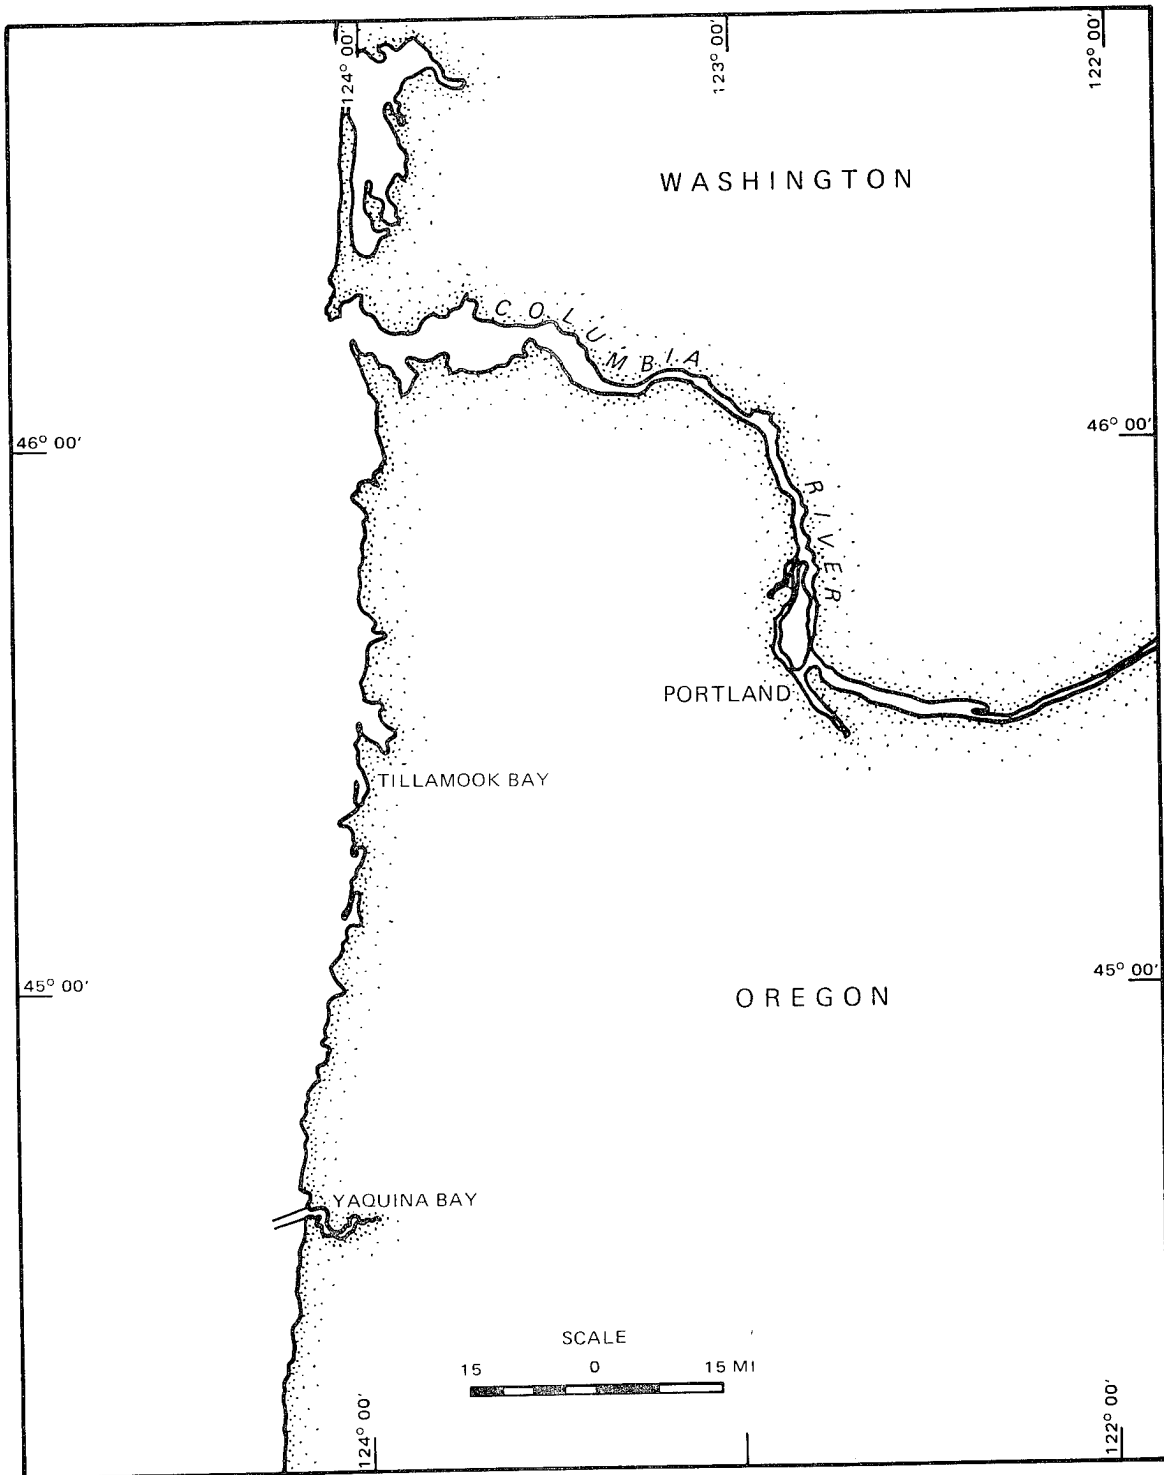 124° 00'
123° 00'
122° 00'
WASHINGTON
COLUMBIA
RIVER
46° 00'
46° 00'
PORTLAND
TILLAMOOK BAY
45° 00'
45° 00'
OREGON
YAQUINA BAY
SCALE
15 0 15 MI
124° 00'
122° 00'